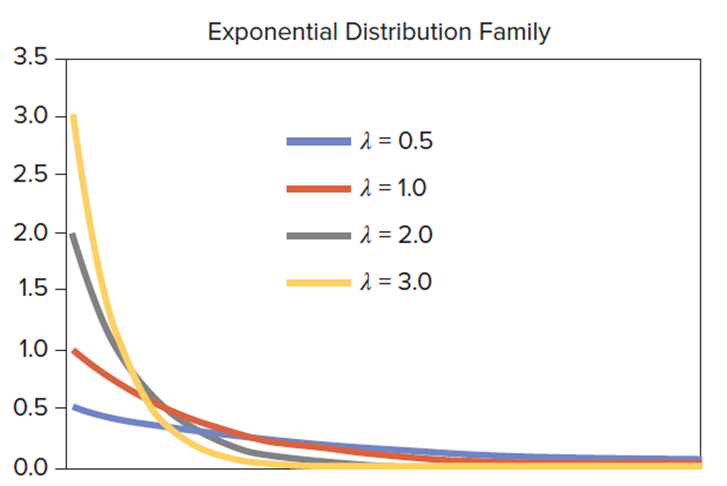 Exponential Distribution Family
3.5
3.0
2.5
2.0
1.5
1.0
0.5
0.0
λ = 0.5
λ = 1.0
λ = 2.0
λ = 3.0